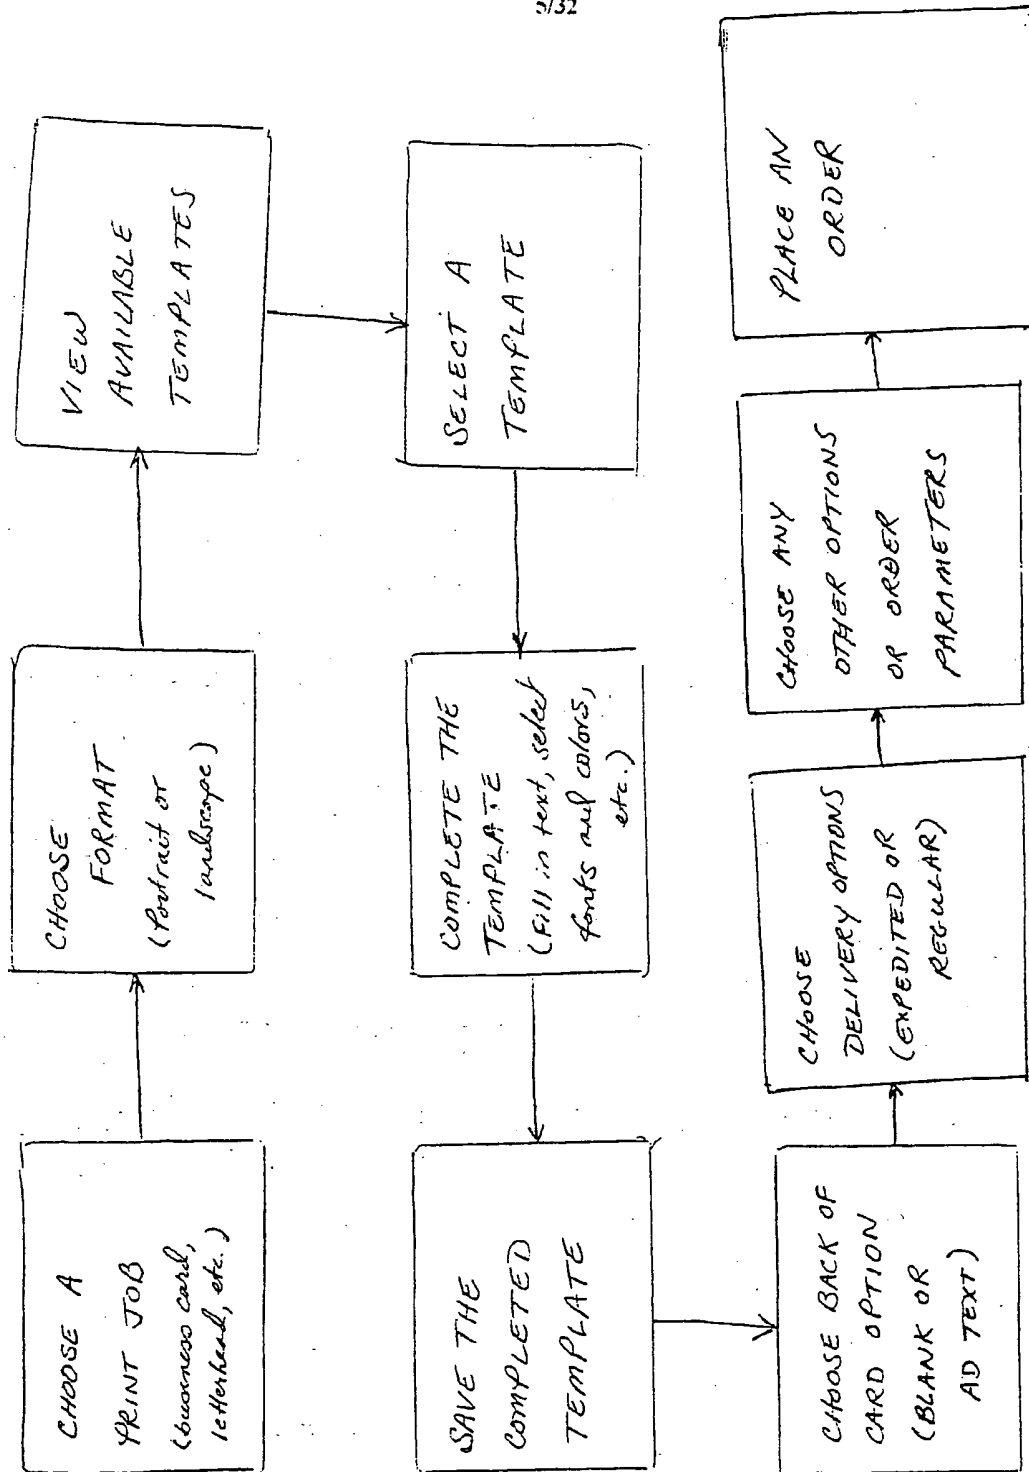 5/32
CHOOSE A
PRINT JOB
(business card,
letterhead, etc.)
CHOOSE
FORMAT
(Portrait or
landscape)
VIEW
AVAILABLE
TEMPLATES
SELECT A
TEMPLATE
COMPLETE THE
TEMPLATE
(Fill in text, select
fonts and colors,
etc.)
SAVE THE
COMPLETED
TEMPLATE
CHOOSE BACK OF
CARD OPTION
(BLANK OR
AD TEXT)
CHOOSE
DELIVERY OPTIONS
(EXPEDITED OR
REGULAR)
CHOOSE ANY
OTHER OPTIONS
OR ORDER
PARAMETERS
PLACE AN
ORDER